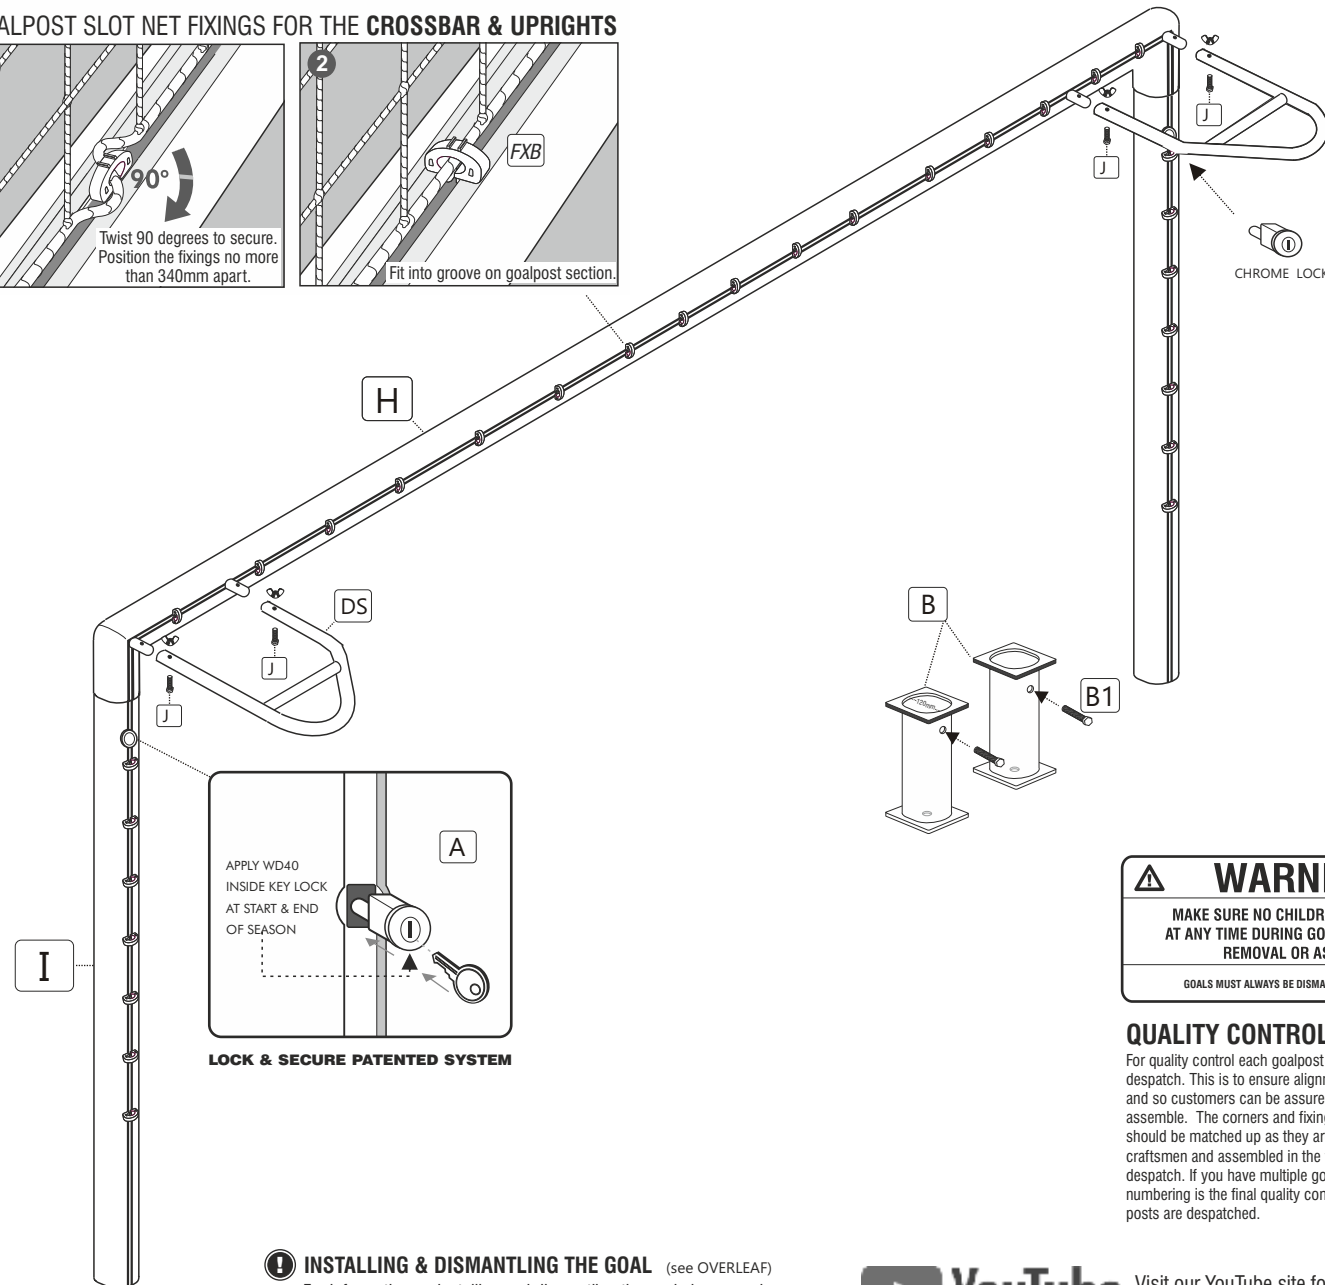 ALPOST SLOT NET FIXINGS FOR THE CROSSBAR & UPRIGHTS
90°
Twist 90 degrees to secure.
Position the fixings no more
than 340mm apart.
2
FXB
Fit into groove on goalpost section.
J
J
CHROME LOCK
H
DS
J
J
B
B1
120mm
A
APPLY WD40
INSIDE KEY LOCK
AT START & END
OF SEASON
LOCK & SECURE PATENTED SYSTEM
I
WARN
MAKE SURE NO CHILDR
AT ANY TIME DURING GO
REMOVAL OR AS
GOALS MUST ALWAYS BE DISMA
QUALITY CONTROL
For quality control each goalpost
despatch. This is to ensure alignm
and so customers can be assure
assemble. The corners and fixing
should be matched up as they ar
craftsmen and assembled in the
despatch. If you have multiple go
numbering is the final quality con
posts are despatched.
INSTALLING & DISMANTLING THE GOAL (see OVERLEAF)
YouTube
Visit our YouTube site fo